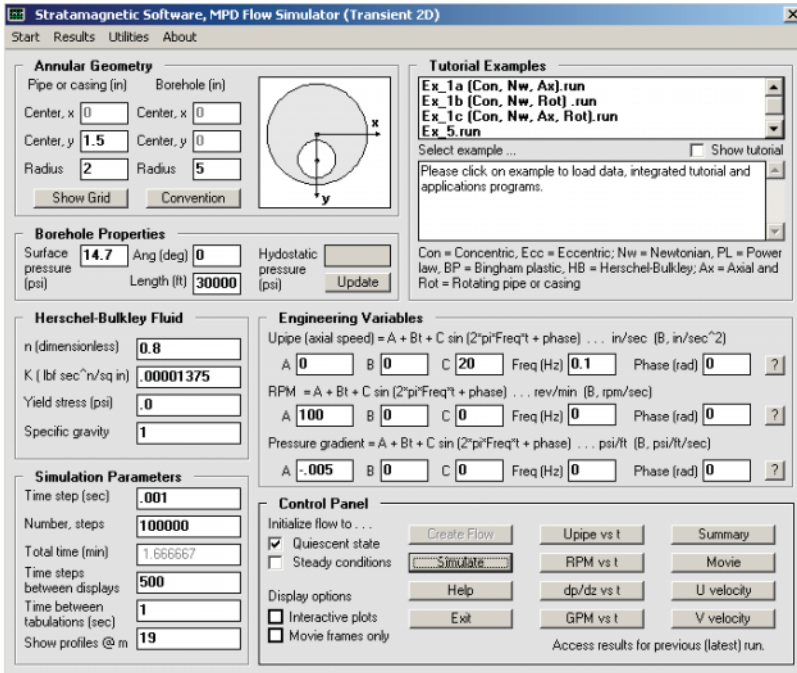 Stratamagnetic Software, MPD Flow Simulator (Transient 2D)
Start Results Utilities About
Annular Geometry
Pipe or casing (in) Borehole (in)
Center, x 0 Center, x 0
Center, y 1.5 Center, y 0
Radius 2 Radius 5
Show Grid Convention
x
y
Tutorial Examples
Ex_1a (Con, Nw, Ax).run
Ex_1b (Con, Nw, Rot) .run
Ex_1c (Con, Nw, Ax, Rot).run
Ex_5.run
Select example ... Show tutorial
Please click on example to load data, integrated tutorial and
applications programs.
Con = Concentric, Ecc = Eccentric; Nw = Newtonian, PL = Power
law, BP = Bingham plastic, HB = Herschel-Bulkley; Ax = Axial and
Rot = Rotating pipe or casing
Borehole Properties
Surface pressure (psi) 14.7 Ang (deg) 0
Length (ft) 30000
Hydostatic pressure (psi)
Update
Herschel-Bulkley Fluid
n (dimensionless) 0.8
K ( lbf sec^n/sq in) .00001375
Yield stress (psi) .0
Specific gravity 1
Engineering Variables
Upipe (axial speed) = A + Bt + C sin (2*pi*Freq*t + phase) . . . in/sec (B, in/sec^2)
A 0 B 0 C 20 Freq (Hz) 0.1 Phase (rad) 0 ?
RPM = A + Bt + C sin (2*pi*Freq*t + phase) . . . rev/min (B, rpm/sec)
A 100 B 0 C 0 Freq (Hz) 0 Phase (rad) 0 ?
Pressure gradient = A + Bt + C sin (2*pi*Freq*t + phase) . . . psi/ft (B, psi/ft/sec)
A -.005 B 0 C 0 Freq (Hz) 0 Phase (rad) 0 ?
Simulation Parameters
Time step (sec) .001
Number, steps 100000
Total time (min) 1.666667
Time steps
between displays 500
Time between
tabulations (sec) 1
Show profiles @ m 19
Control Panel
Initialize flow to . . .
Quiescent state
Steady conditions
Display options
Interactive plots
Movie frames only
Create Flow Upipe vs t Summary
Simulate RPM vs t Movie
Help dp/dz vs t U velocity
Exit GPM vs t V velocity
Access results for previous (latest) run.